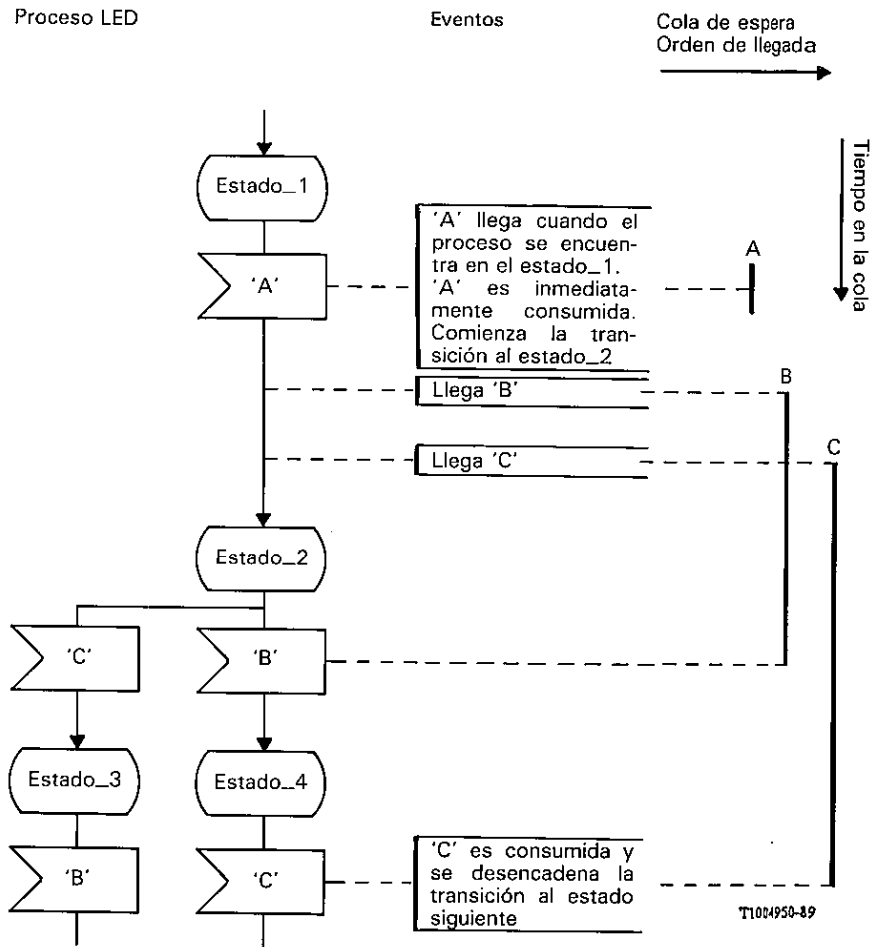 Proceso LED
Eventos
Cola de espera
Orden de llegada
Tiempo en la cola
Estado_1
'A'
'A' llega cuando el
proceso se encuen-
tra en el estado_1.
'A' es inmediata-
mente consumida.
Comienza la tran-
sición al estado_2
A
Llega 'B'
B
Llega 'C'
C
Estado_2
'C'
'B'
Estado_3
Estado_4
'B'
'C'
'C' es consumida y
se desencadena la
transición al estado
siguiente
T1004950-89